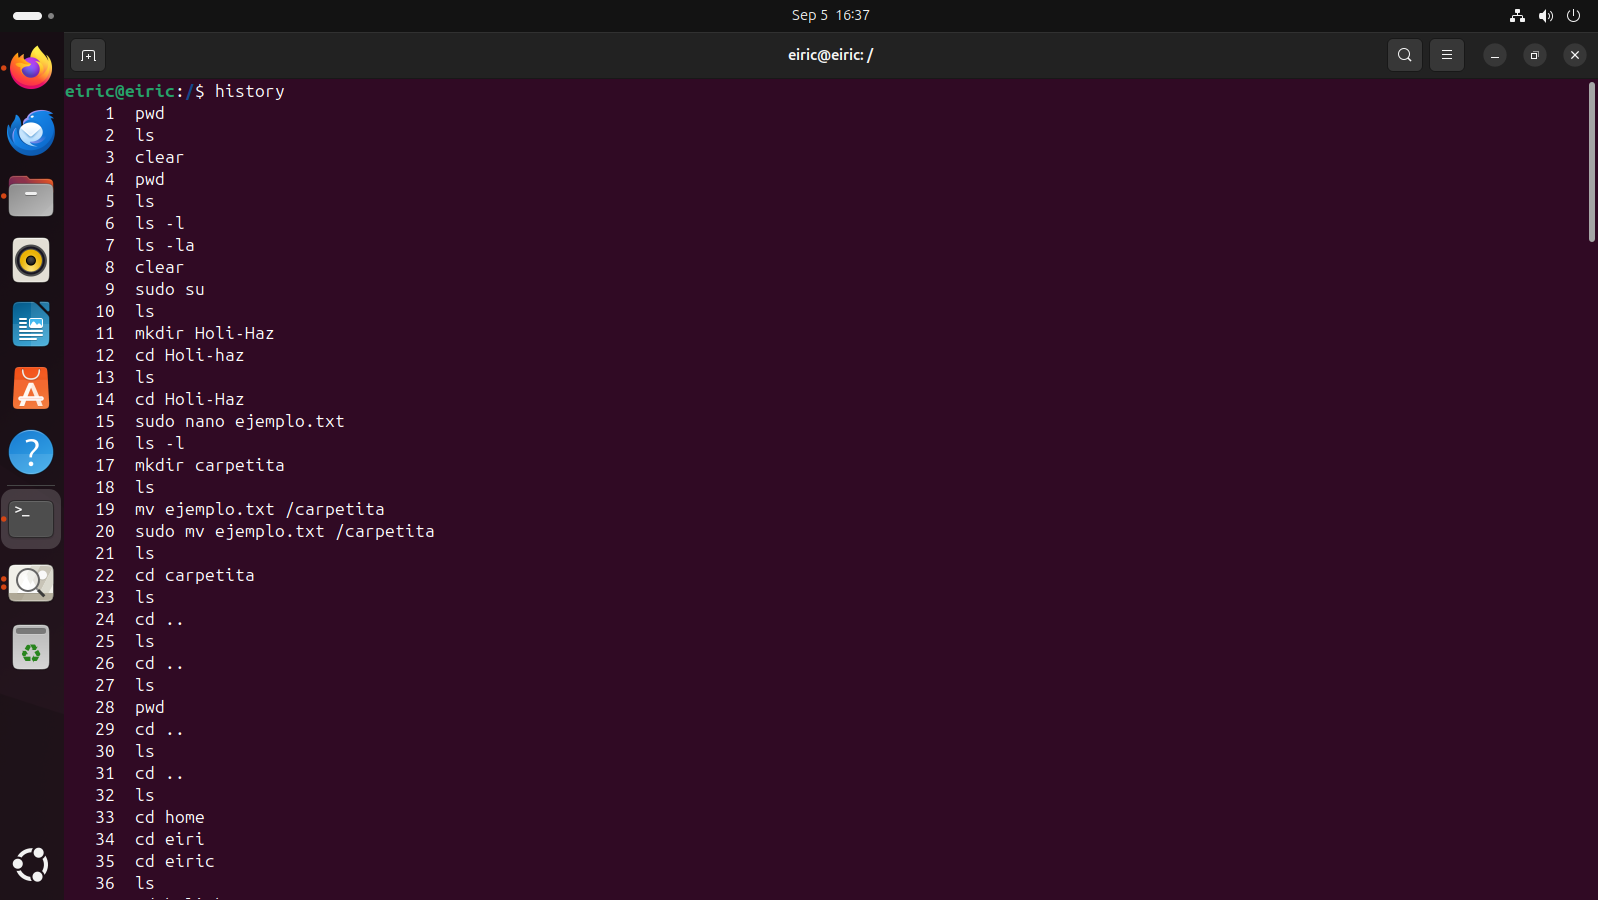 Sep 5 16:37
eiric@eiric: /
eiric@eiric:/$ history
1 pwd
2 ls
3 clear
4 pwd
5 ls
6 ls -l
7 ls -la
8 clear
9 sudo su
10 ls
11 mkdir Holi-Haz
12 cd Holi-haz
13 ls
14 cd Holi-Haz
15 sudo nano ejemplo.txt
16 ls -l
17 mkdir carpetita
18 ls
19 mv ejemplo.txt /carpetita
20 sudo mv ejemplo.txt /carpetita
21 ls
22 cd carpetita
23 ls
24 cd ..
25 ls
26 cd ..
27 ls
28 pwd
29 cd ..
30 ls
31 cd ..
32 ls
33 cd home
34 cd eiri
35 cd eiric
36 ls